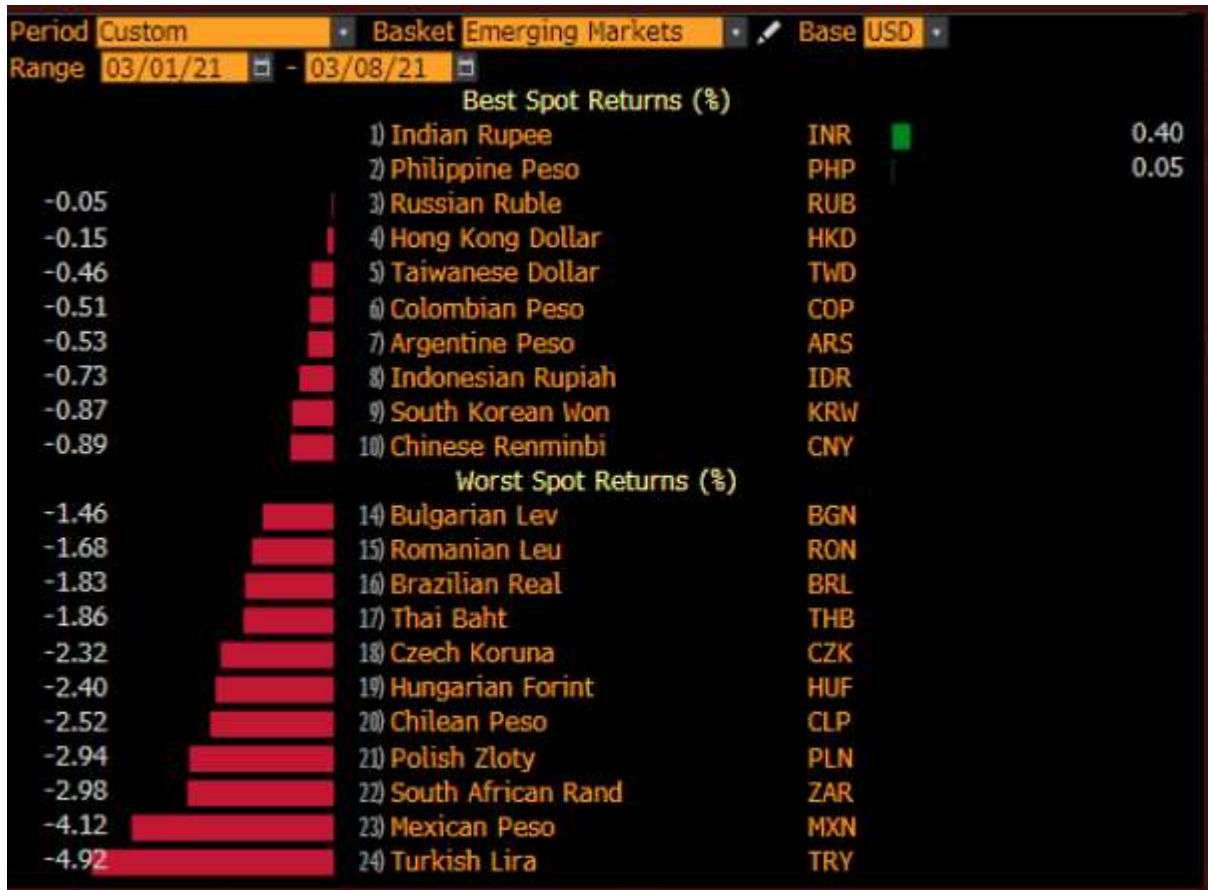 Period Custom Basket Emerging Markets Base USD
Range 03/01/21 - 03/08/21
Best Spot Returns (%)
1) Indian Rupee INR 0.40
2) Philippine Peso PHP 0.05
-0.05 3) Russian Ruble RUB
-0.15 4) Hong Kong Dollar HKD
-0.46 5) Taiwanese Dollar TWD
-0.51 6) Colombian Peso COP
-0.53 7) Argentine Peso ARS
-0.73 8) Indonesian Rupiah IDR
-0.87 9) South Korean Won KRW
-0.89 10) Chinese Renminbi CNY
Worst Spot Returns (%)
-1.46 14) Bulgarian Lev BGN
-1.68 15) Romanian Leu RON
-1.83 16) Brazilian Real BRL
-1.86 17) Thai Baht THB
-2.32 18) Czech Koruna CZK
-2.40 19) Hungarian Forint HUF
-2.52 20) Chilean Peso CLP
-2.94 21) Polish Zloty PLN
-2.98 22) South African Rand ZAR
-4.12 23) Mexican Peso MXN
-4.92 24) Turkish Lira TRY